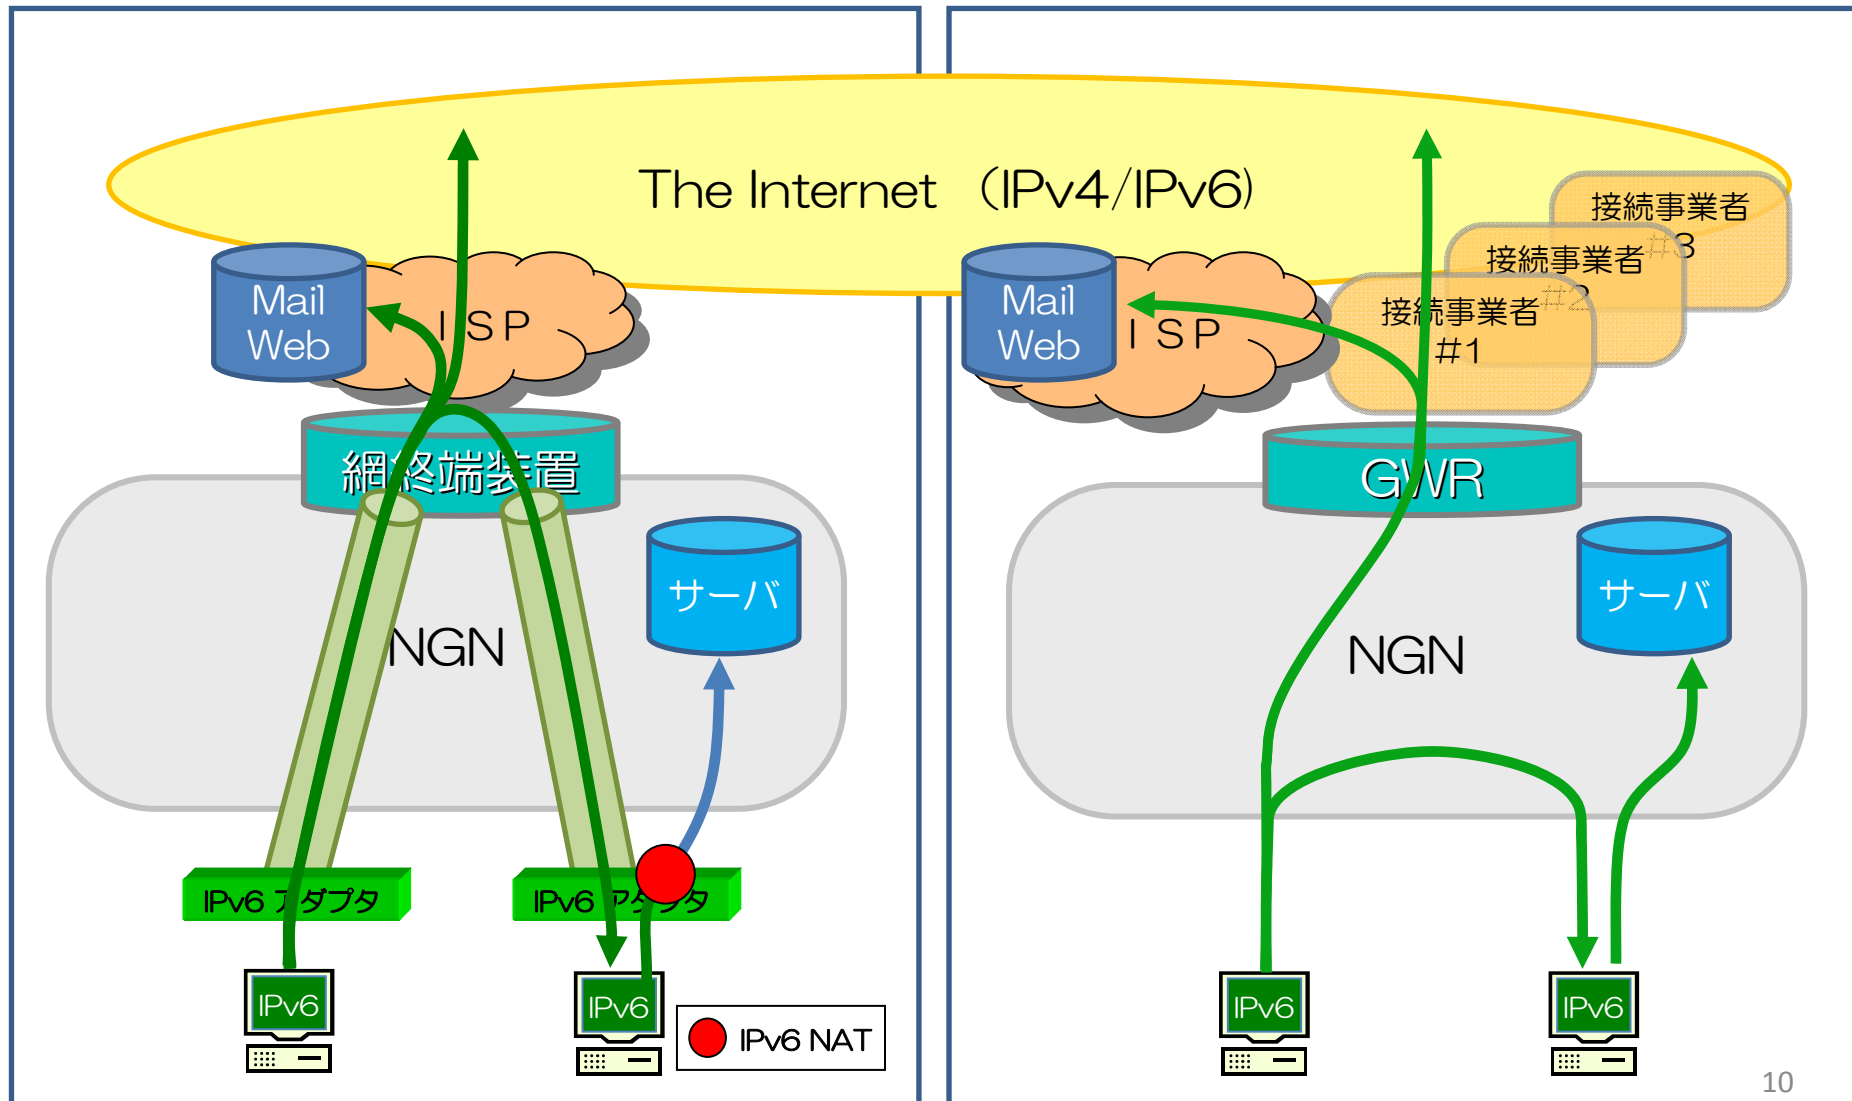 The Internet （IPv4/IPv6）
Mail
Web
ＩＳＰ
網終端装置
サーバ
NGN
IPv6 アダプタ
IPv6 アダプタ
IPv6
IPv6
IPv6 NAT
接続事業者
#3
接続事業者
#2
接続事業者
#1
Mail
Web
ＩＳＰ
GWR
サーバ
NGN
IPv6
IPv6
10